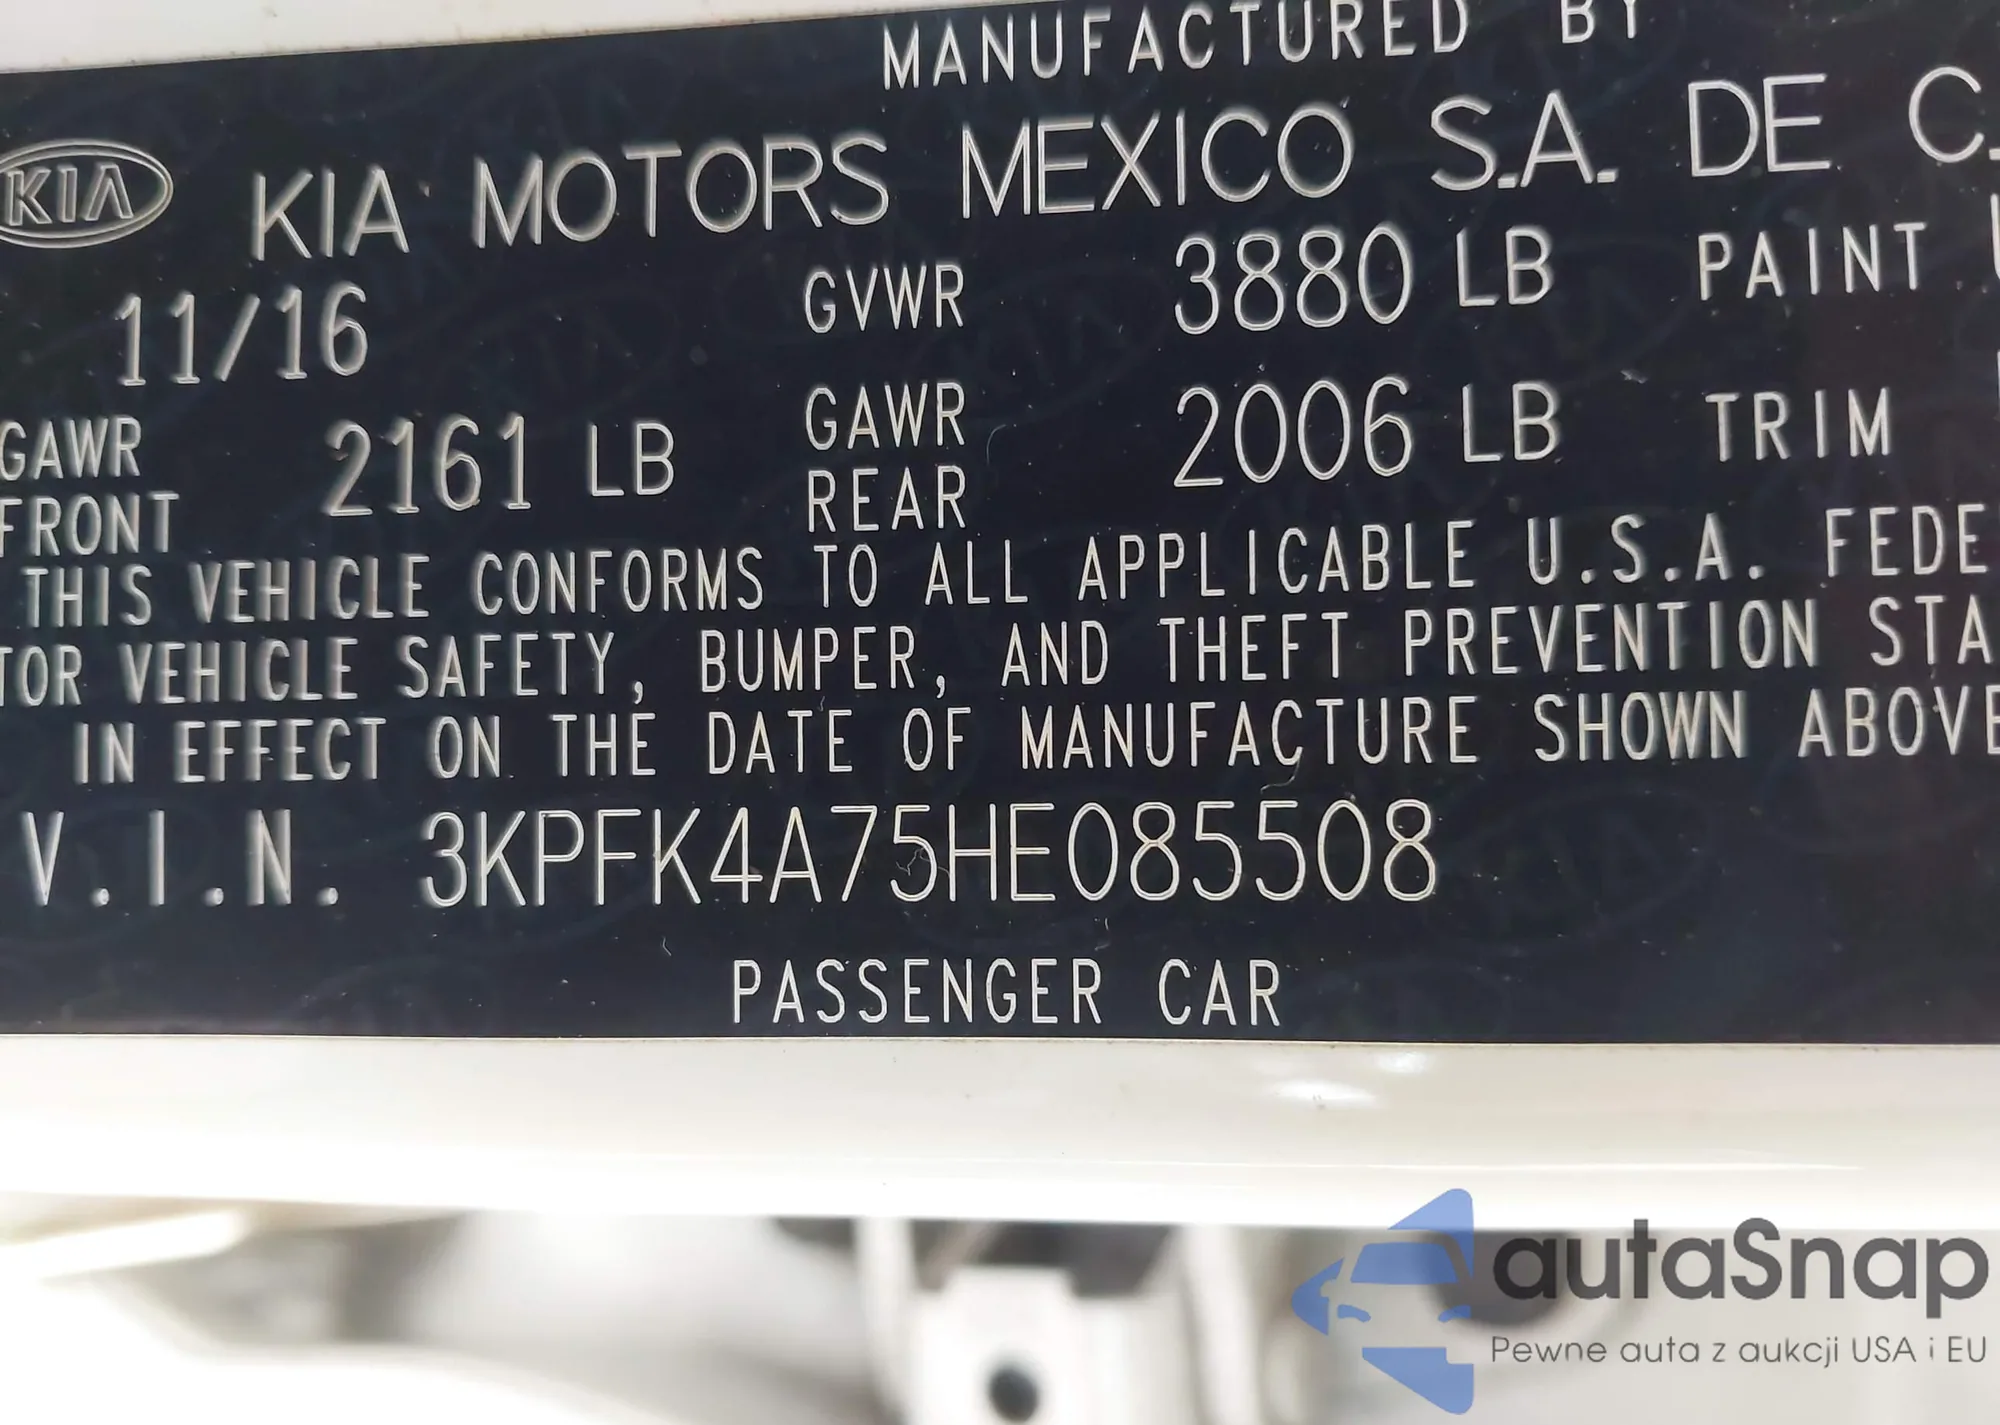 MANUFACTURED BY
KIA KIA MOTORS MEXICO S.A. DE C.
11/16 GVWR 3880 LB PAINT
GAWR FRONT 2161 LB GAWR REAR 2006 LB TRIM
THIS VEHICLE CONFORMS TO ALL APPLICABLE U.S.A. FEDE
TOR VEHICLE SAFETY, BUMPER, AND THEFT PREVENTION STA
IN EFFECT ON THE DATE OF MANUFACTURE SHOWN ABOVE
V.I.N. 3KPFK4A75HE085508
PASSENGER CAR
autaSnap
Pewne auta z aukcji USA i EU